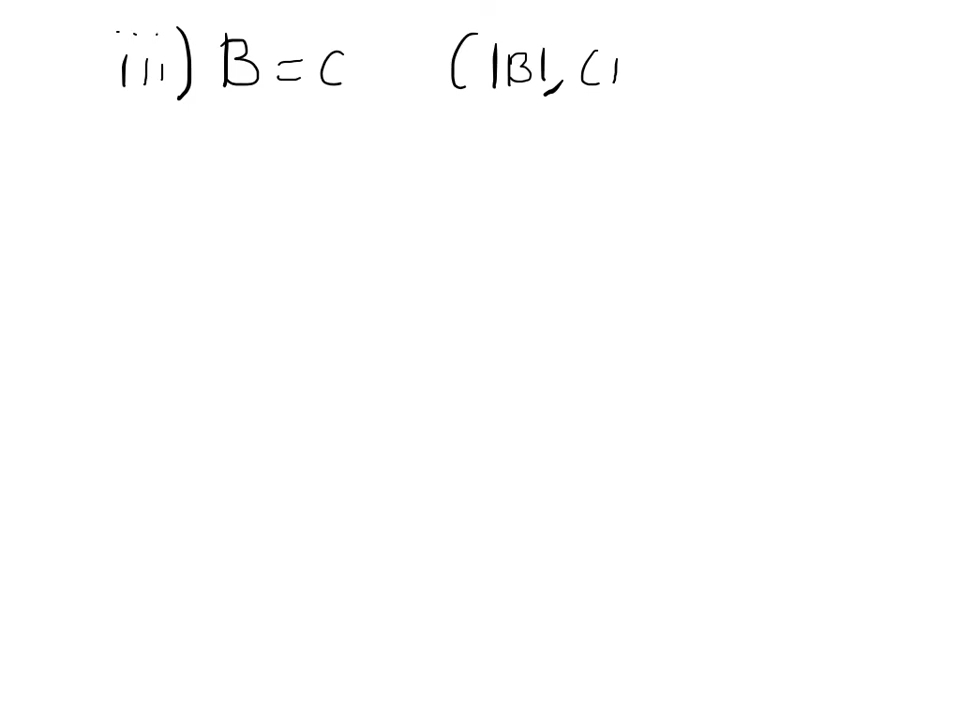 iii) B = C (|B|, C|